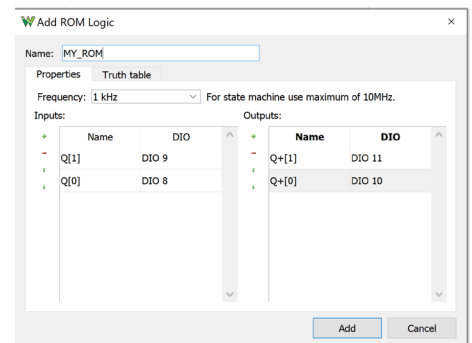 Add ROM Logic
Name: MY_ROM
Properties Truth table
Frequency: 1 kHz For state machine use maximum of 10MHz.
Inputs: Outputs:
Name DIO Name DIO
Q[1] DIO 9 Q+[1] DIO 11
Q[0] DIO 8 Q+[0] DIO 10
Add Cancel